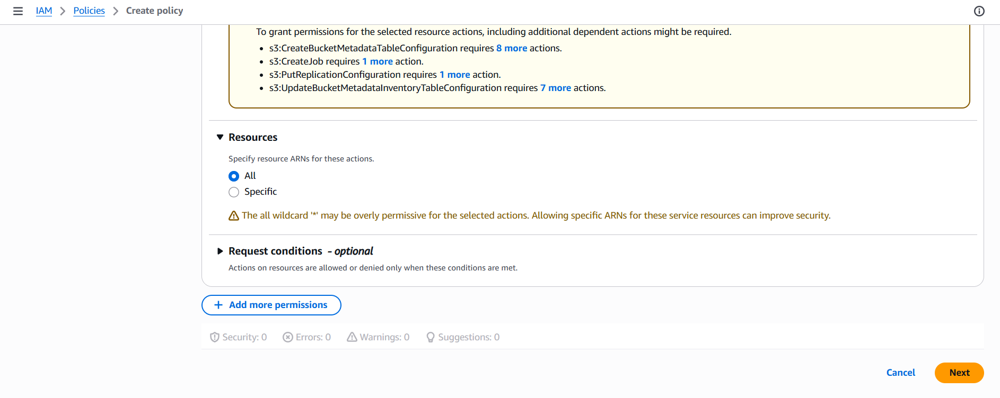 IAM > Policies > Create policy
To grant permissions for the selected resource actions, including additional dependent actions might be required.
• s3:CreateBucketMetadataTableConfiguration requires 8 more actions.
• s3:CreateJob requires 1 more action.
• s3:PutReplicationConfiguration requires 1 more action.
• s3:UpdateBucketMetadataInventoryTableConfiguration requires 7 more actions.
Resources
Specify resource ARNs for these actions.
All
Specific
The all wildcard '*' may be overly permissive for the selected actions. Allowing specific ARNs for these service resources can improve security.
Request conditions - optional
Actions on resources are allowed or denied only when these conditions are met.
+ Add more permissions
Security: 0 Errors: 0 Warnings: 0 Suggestions: 0
Cancel Next